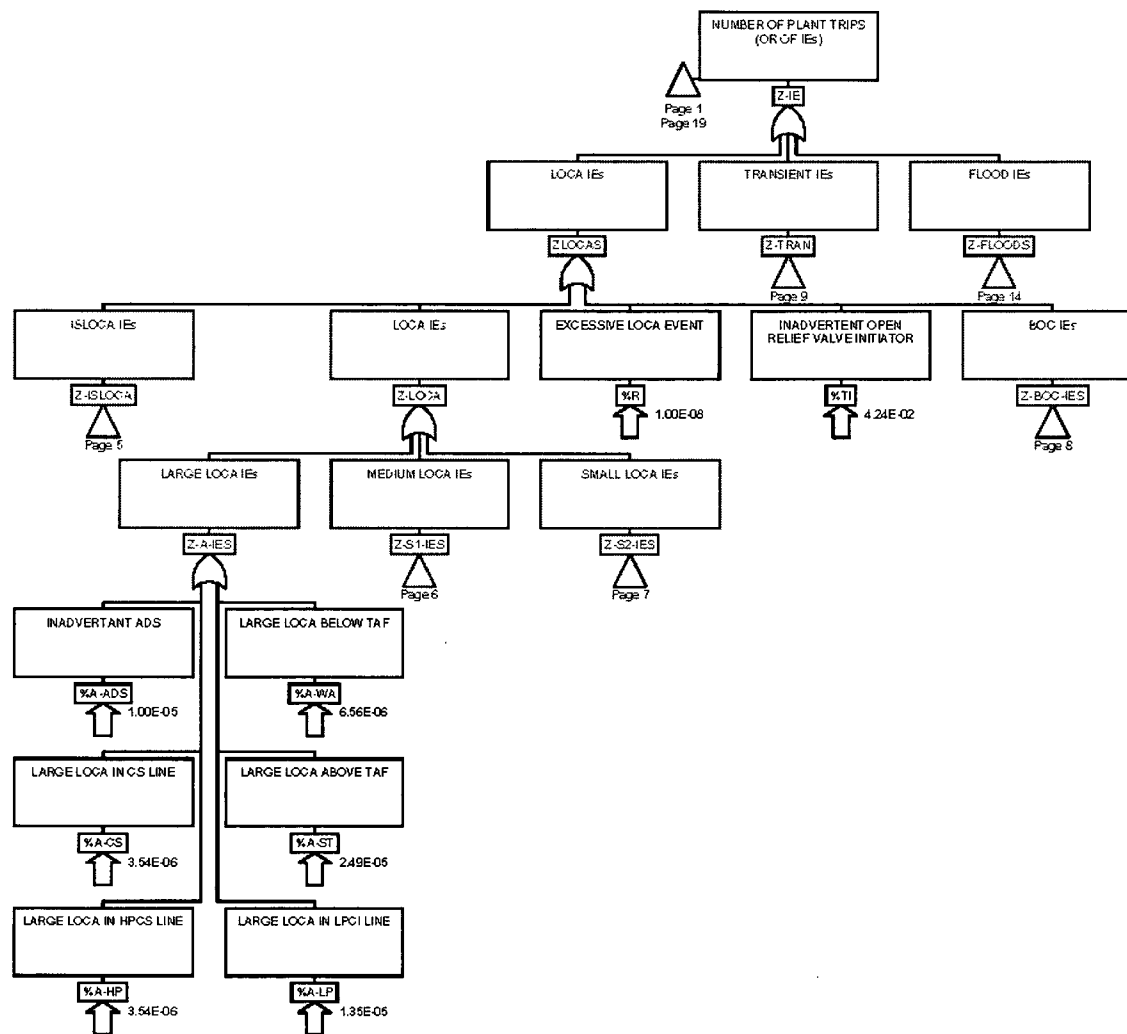 NUMBER OF PLANT TRIPS
(OR OF IEs)
Z-IE
Page 1
Page 19
LOCA IEs
TRANSIENT IEs
FLOOD IEs
ZLOCAS
Z-TRAN
Z-FLOODS
Page 9
Page 14
ISLOCA IEs
LOCA IEs
EXCESSIVE LOCA EVENT
INADVERTENT OPEN
RELIEF VALVE INITIATOR
BOC IEs
Z-ISLOCA
Z-LOCA
%R
%TI
Z-BOC-IES
1.00E-08
4.24E-02
Page 5
Page 8
LARGE LOCA IEs
MEDIUM LOCA IEs
SMALL LOCA IEs
Z-A-IES
Z-S1-IES
Z-S2-IES
Page 6
Page 7
INADVERTANT ADS
LARGE LOCA BELOW TAF
%A-ADS
%A-WA
1.00E-05
6.56E-06
LARGE LOCA IN CS LINE
LARGE LOCA ABOVE TAF
%A-CS
%A-ST
3.54E-06
2.49E-05
LARGE LOCA IN HPCS LINE
LARGE LOCA IN LPCI LINE
%A-HP
%A-LP
3.54E-06
1.35E-05